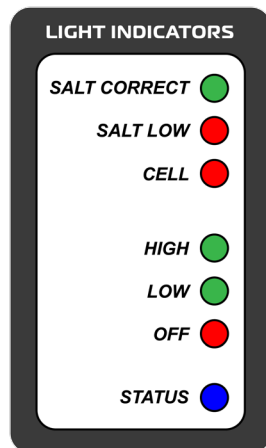 LIGHT INDICATORS
SALT CORRECT
SALT LOW
CELL
HIGH
LOW
OFF
STATUS